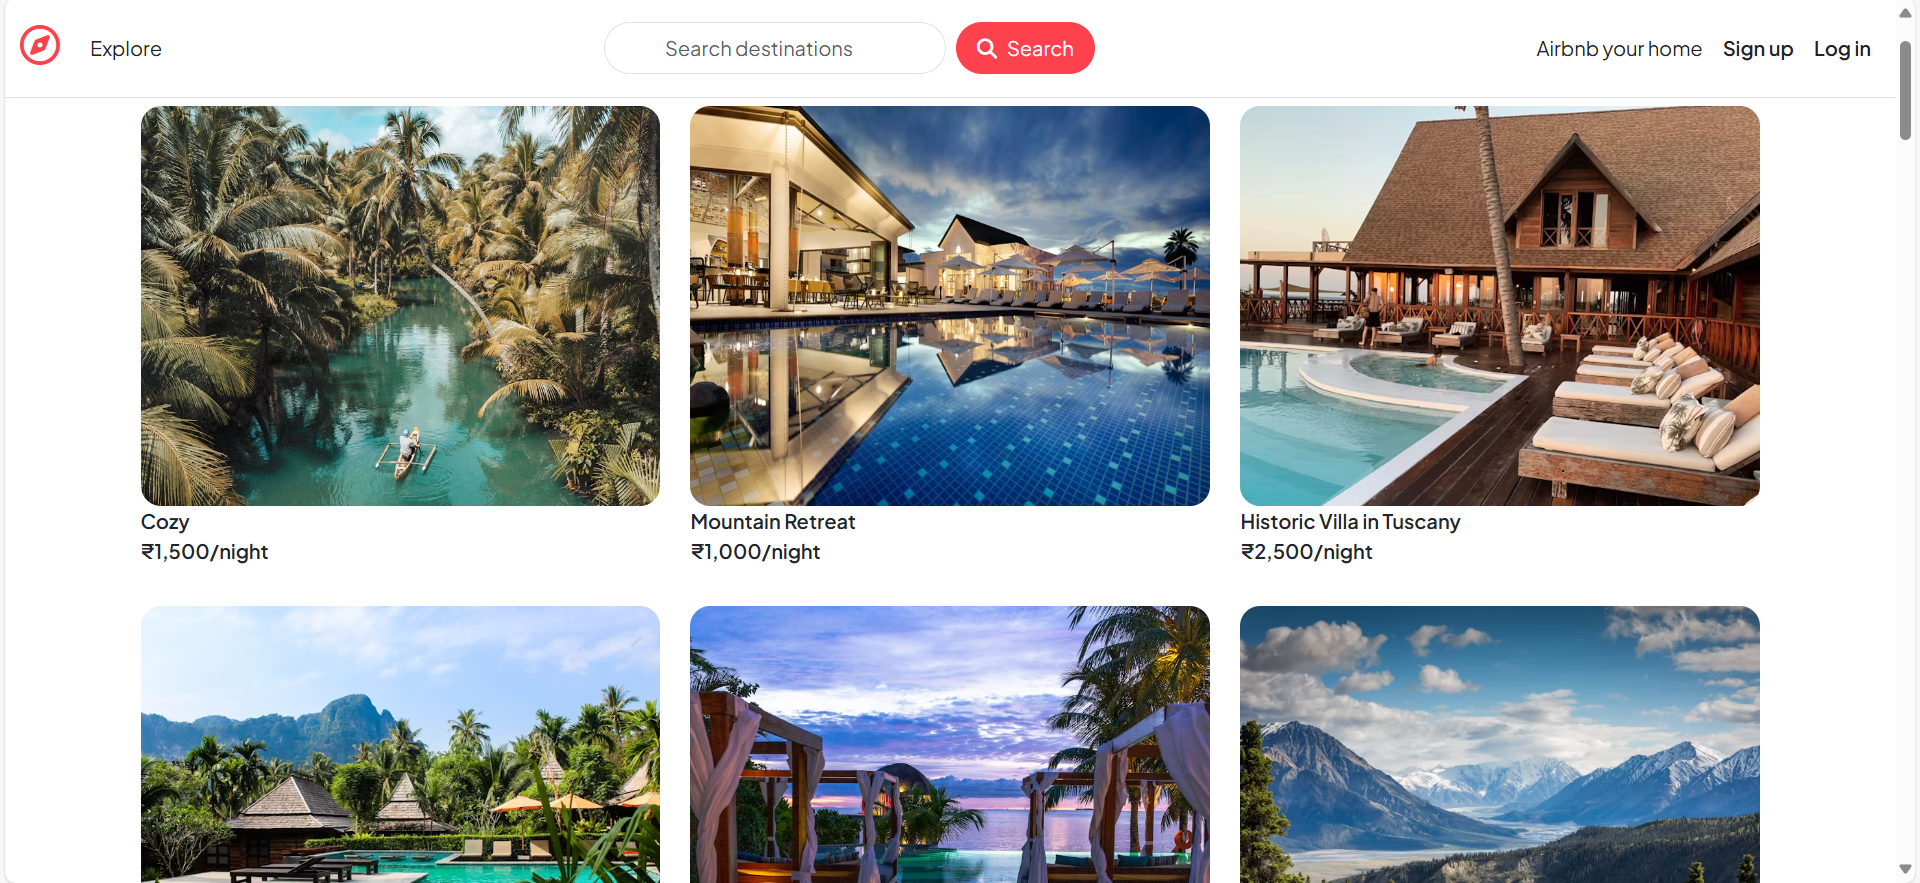 Explore
Search destinations
Search
Airbnb your home
Sign up
Log in
Cozy
₹1,500/night
Mountain Retreat
₹1,000/night
Historic Villa in Tuscany
₹2,500/night